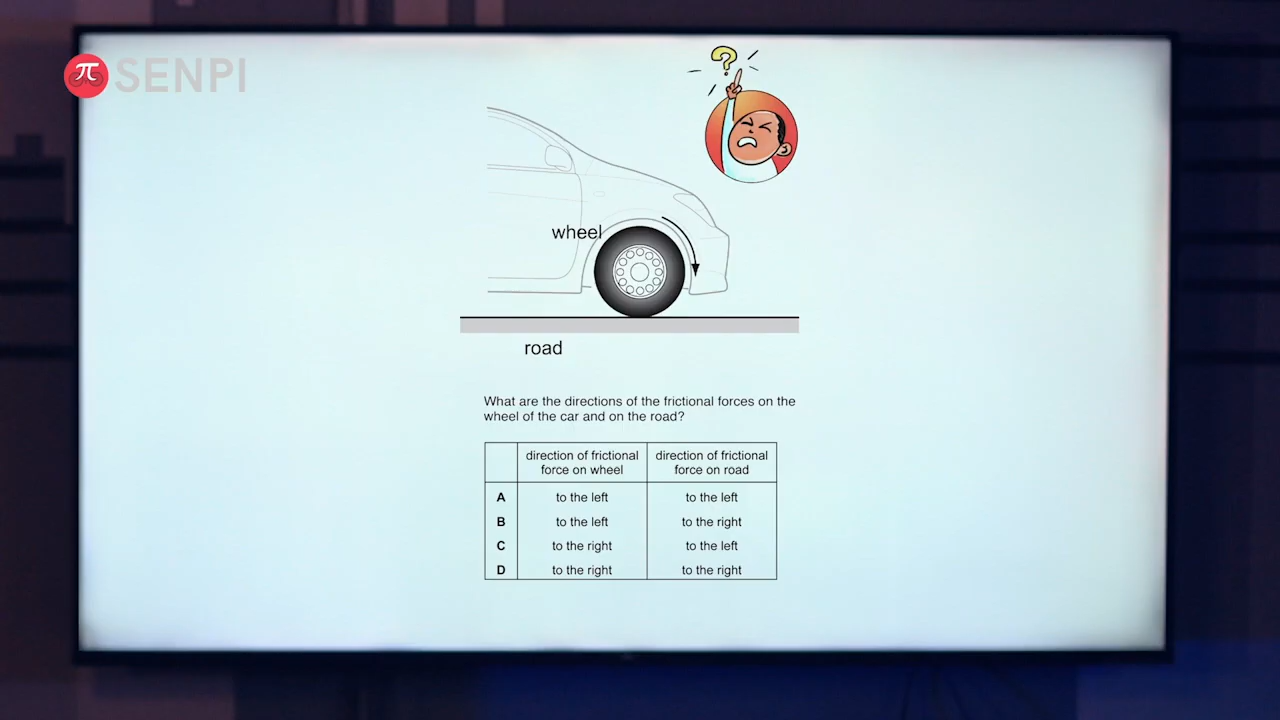 π SENPI
?
wheel
road
What are the directions of the frictional forces on the
wheel of the car and on the road?
direction of frictional
force on wheel
direction of frictional
force on road
A to the left to the left
B to the left to the right
C to the right to the left
D to the right to the right